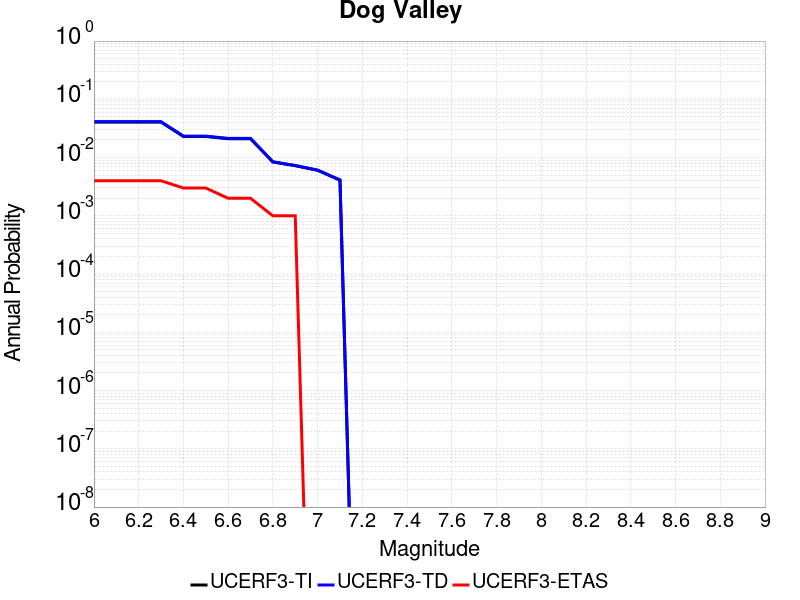 Dog Valley
10^0
10^-1
10^-2
10^-3
10^-4
10^-5
10^-6
10^-7
10^-8
Annual Probability
6 6.2 6.4 6.6 6.8 7 7.2 7.4 7.6 7.8 8 8.2 8.4 8.6 8.8 9
Magnitude
UCERF3-TI UCERF3-TD UCERF3-ETAS